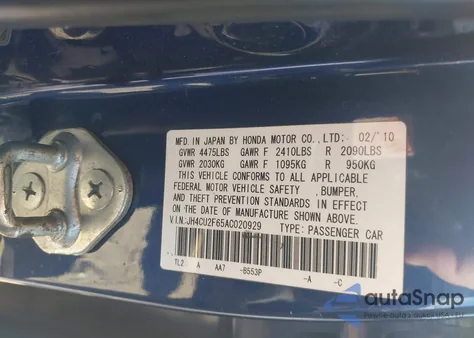 MFD. IN JAPAN BY HONDA MOTOR CO., LTD: 02/'10
GVWR 4475LBS GAWR F 2410LBS R 2090LBS
GVWR 2030KG GAWR F 1095KG R 950KG
THIS VEHICLE CONFORMS TO ALL APPLICABLE
FEDERAL MOTOR VEHICLE SAFETY ,BUMPER,
AND THEFT PREVENTION STANDARDS IN EFFECT
ON THE DATE OF MANUFACTURE SHOWN ABOVE.
V.I.N:JH4CU2F65AC020929 TYPE: PASSENGER CAR
TL2 A AA7 -B553P -A -C
autoSnap